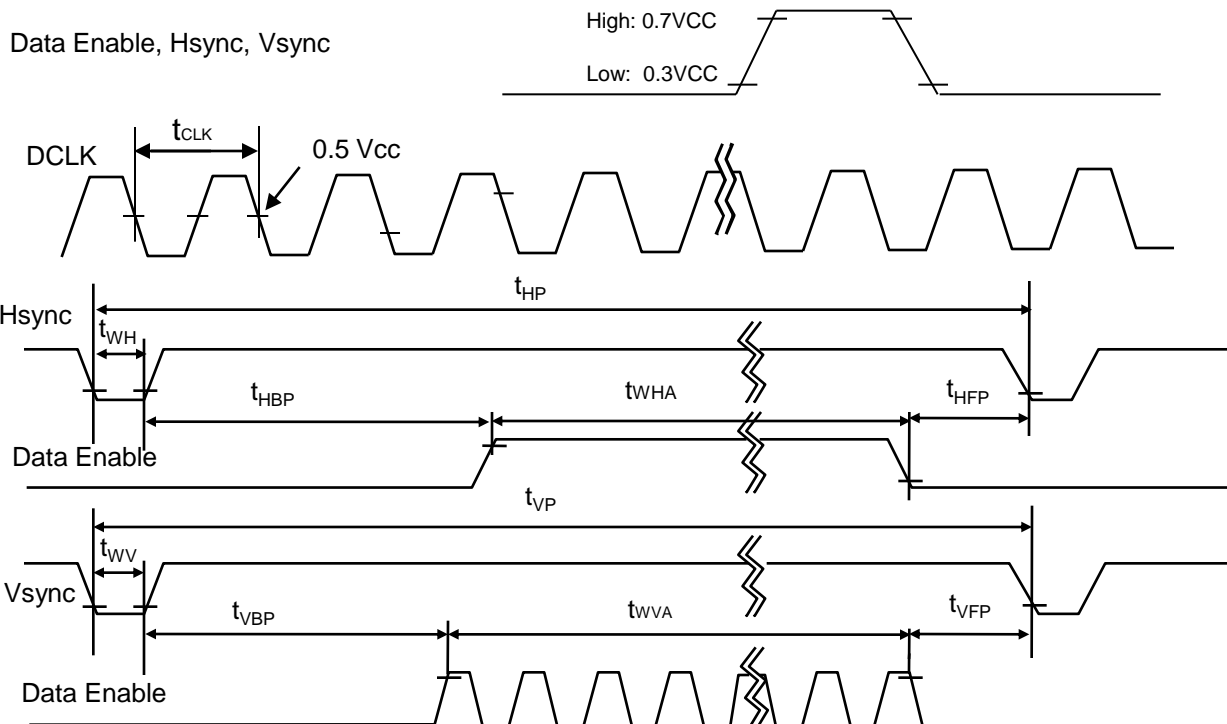 High: 0.7VCC
Data Enable, Hsync, Vsync
Low: 0.3VCC
tCLK
DCLK
0.5 Vcc
tHP
Hsync
tWH
tHBP
tWHA
tHFP
Data Enable
tVP
tWV
Vsync
tVBP
tWVA
tVFP
Data Enable